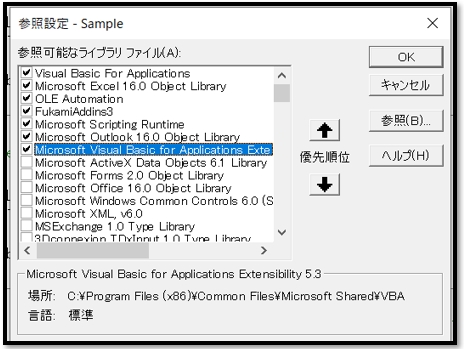 参照設定 - Sample
参照可能なライブラリ ファイル(A):
Visual Basic For Applications
Microsoft Excel 16.0 Object Library
OLE Automation
FukamiAddins3
Microsoft Scripting Runtime
Microsoft Outlook 16.0 Object Library
Microsoft Visual Basic for Applications Exte
Microsoft ActiveX Data Objects 6.1 Library
Microsoft Forms 2.0 Object Library
Microsoft Office 16.0 Object Library
Microsoft Windows Common Controls 6.0 (S
Microsoft XML, v6.0
MSExchange 1.0 Type Library
3Dconnexion TDxInput 1.0 Type Library
優先順位
OK
キャンセル
参照(B)...
ヘルプ(H)
Microsoft Visual Basic for Applications Extensibility 5.3
場所: C:¥Program Files (x86)¥Common Files¥Microsoft Shared¥VBA
言語: 標準